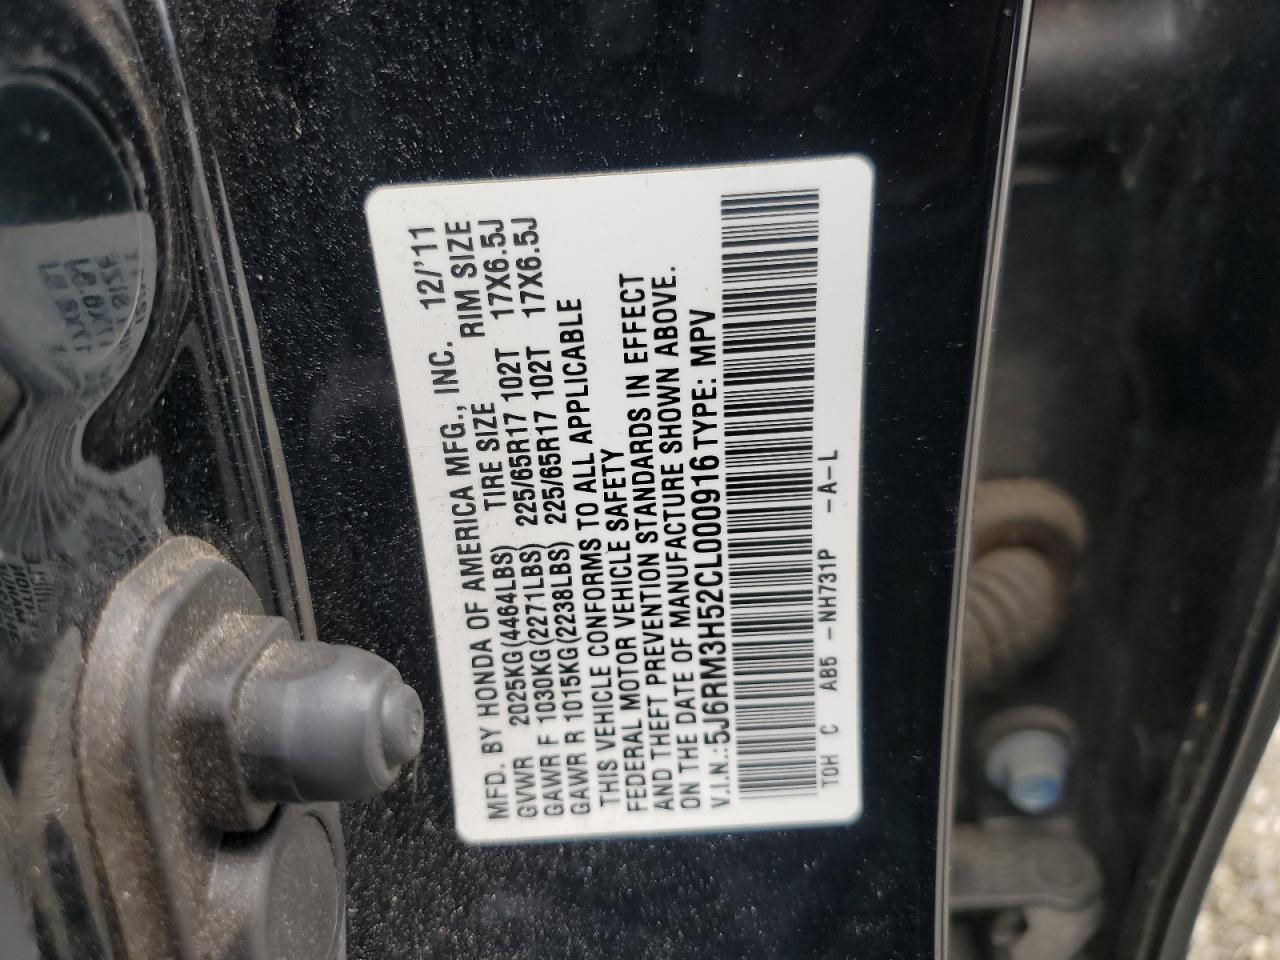 MFD. BY HONDA OF AMERICA MFG., INC. 12/'11
GVWR 2025KG(4464LBS) TIRE SIZE RIM SIZE
GAWR F 1030KG(2271LBS) 225/65R17 102T 17X6.5J
GAWR R 1015KG(2238LBS) 225/65R17 102T 17X6.5J
THIS VEHICLE CONFORMS TO ALL APPLICABLE
FEDERAL MOTOR VEHICLE SAFETY
AND THEFT PREVENTION STANDARDS IN EFFECT
ON THE DATE OF MANUFACTURE SHOWN ABOVE.
V.I.N.:5J6RM3H52CL000916 TYPE: MPV
TOH C AB5 -NH731P -A-L